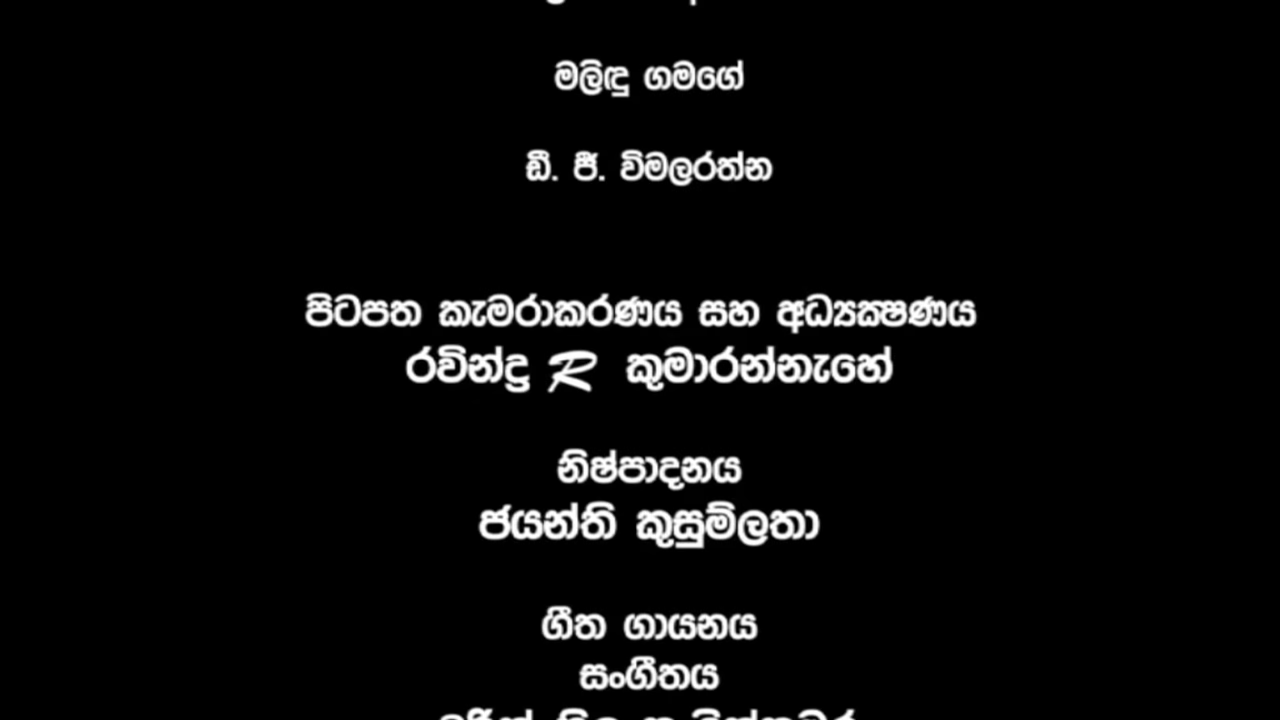 මලිඳු ගමගේ
ඩී. ජී. විමලරත්න
පිටපත කැමරාකරණය සහ අධ්‍යක්ෂණය
රවින්ද්‍ර R කුමාරන්නැහේ
නිෂ්පාදනය
ජයන්ති කුසුම්ලතා
ගීත ගායනය
සංගීතය